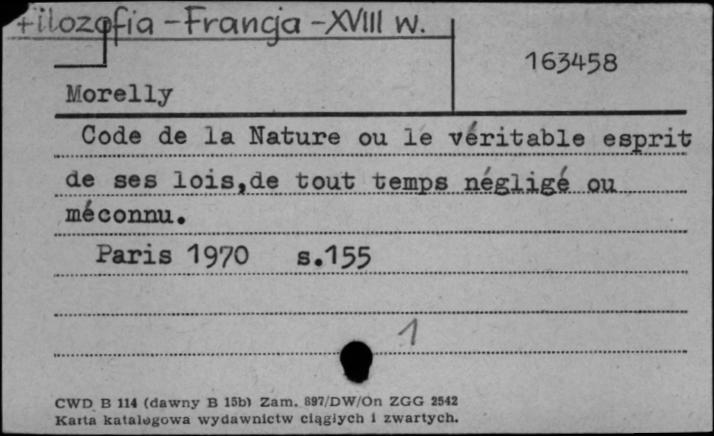 Filozofia - Francja - XVIII w.
163458
Morelly
Code de la Nature ou le véritable esprit
de ses lois, de tout temps négligé ou
méconnu.
Paris 1970 s.155
1
CWD B 114 (dawny B 15b) Zam. 897/DW/On ZGG 2542
Karta katalogowa wydawnictw ciągłych i zwartych.